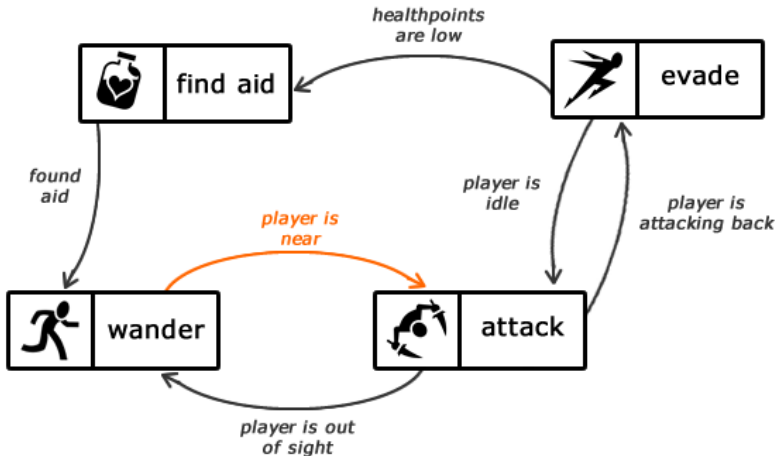 healthpoints
are low
find aid
evade
found
aid
player is
idle
player is
attacking back
player is
near
wander
attack
player is out
of sight